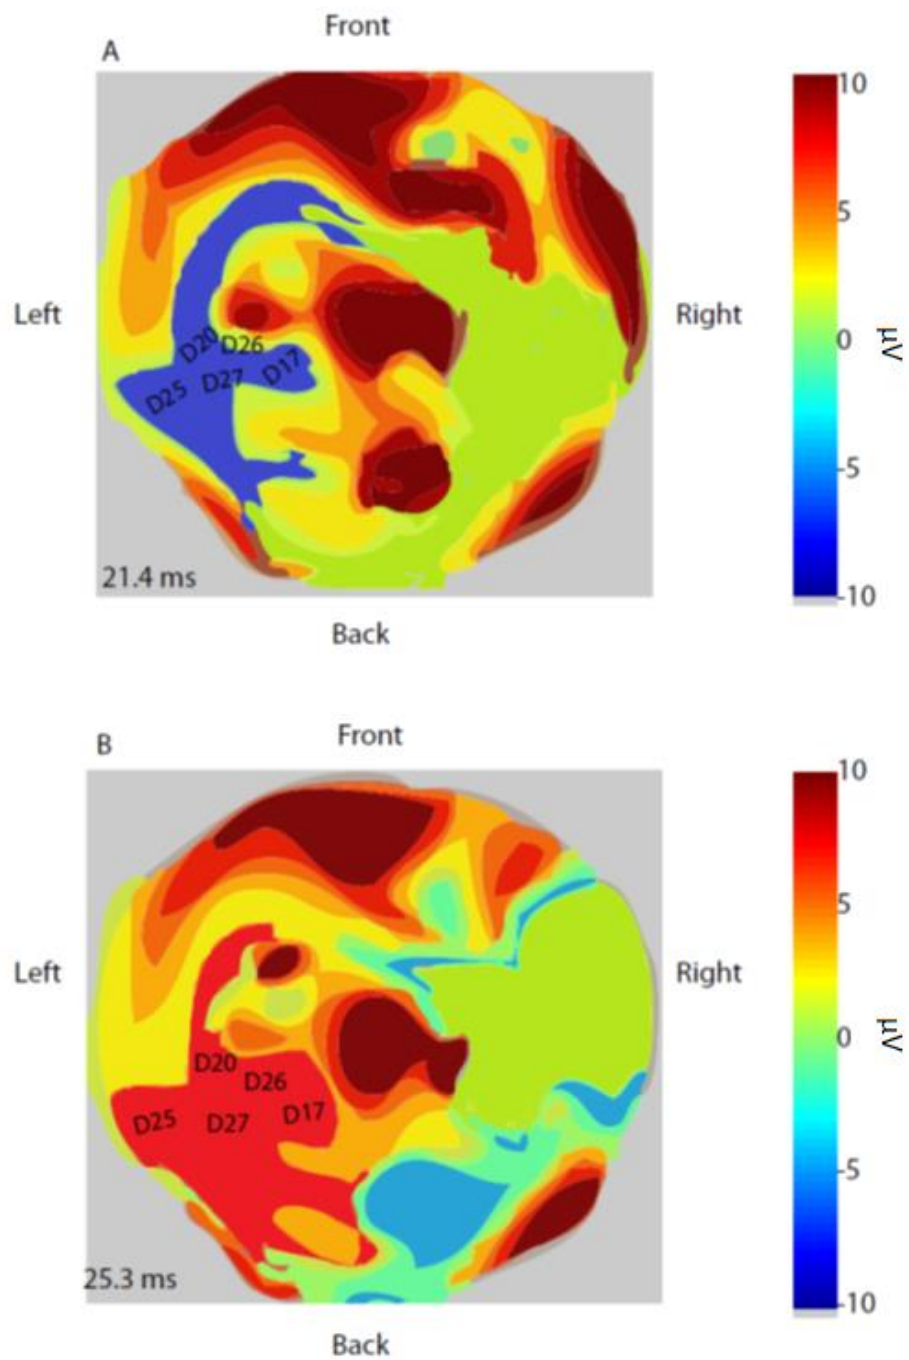 Front
A
10
5
Left
Right
0
µV
D20
D26
D17
D27
D25
-5
21.4 ms
-10
Back
Front
B
10
5
Left
Right
0
µV
D20
D26
D17
D25
D27
-5
25.3 ms
-10
Back